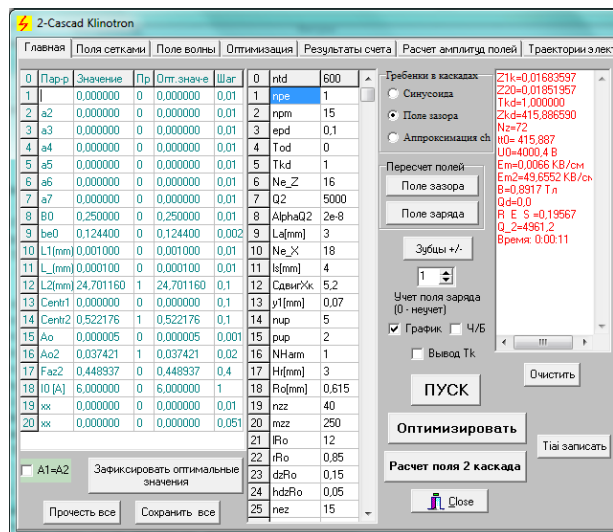 2-Cascad Klinotron
Главная Поля сетками Поле волны Оптимизация Результаты счета Расчет амплитуд полей Траектории элект
0 Пар-р Значение Пр Опт.знач-е Шаг
1 0,000000 0 0,000000 0,01
2 a2 0,000000 0 0,000000 0,01
3 a3 0,000000 0 0,000000 0,01
4 a4 0,000000 0 0,000000 0,01
5 a5 0,000000 0 0,000000 0,01
6 a6 0,000000 0 0,000000 0,01
7 a7 0,000000 0 0,000000 0,01
8 B0 0,250000 0 0,250000 0,01
9 be0 0,124400 0 0,124400 0,002
10 L1(mm) 0,001000 0 0,001000 0,01
11 L_(mm) 0,000100 0 0,000100 0,01
12 L2(mm) 24,701160 1 24,701160 0,1
13 Centr1 0,000000 0 0,000000 0,1
14 Centr2 0,522176 1 0,522176 0,1
15 Ao 0,000005 0 0,000005 0,001
16 Ao2 0,037421 1 0,037421 0,02
17 Faz2 0,448937 0 0,448937 0,4
18 I0 [A] 6,000000 0 6,000000 1
19 xx 0,000000 0 0,000000 0,01
20 xx 0,000000 0 0,000000 0,051
A1=A2
Зафиксировать оптимальные
значения
Прочесть все
Сохранить все
0 ntd 600
1 npe 1
2 npm 15
3 epd 0,1
4 Tod 0
5 Tkd 1
6 Ne_Z 16
7 Q2 5000
8 AlphaQ2 2e-8
9 La[mm] 3
10 Ne_X 18
11 ls[mm] 4
12 СдвигХк 5,2
13 y1[mm] 0,07
14 nup 5
15 pup 2
16 NHarm 1
17 Hr[mm] 3
18 Ro[mm] 0,615
19 nzz 40
20 mzz 250
21 lRo 12
22 rRo 0,85
23 dzRo 0,15
24 hdzRo 0,05
25 nez 15
Гребенки в каскадах
Синусоида
Поле зазора
Аппроксимация ch
Пересчет полей
Поле зазора
Поле заряда
Зубцы +/-
1
Учет поля заряда
(0 - неучет)
График Ч/Б
Вывод Tk
ПУСК
Оптимизировать
Расчет поля 2 каскада
Close
Z1k=0,01683597
Z20=0,01851957
Tkd=1,000000
Zkd=415,886590
Nz=72
tt0= 415,887
U0=4000,4 В
Em=0,0066 КВ/см
Em2=49,6552 КВ/см
B=0,8917 Тл
Qd=0,0
R E S =0,19567
Q_2=4961,2
Время: 0:00:11
Очистить
Tiai записать